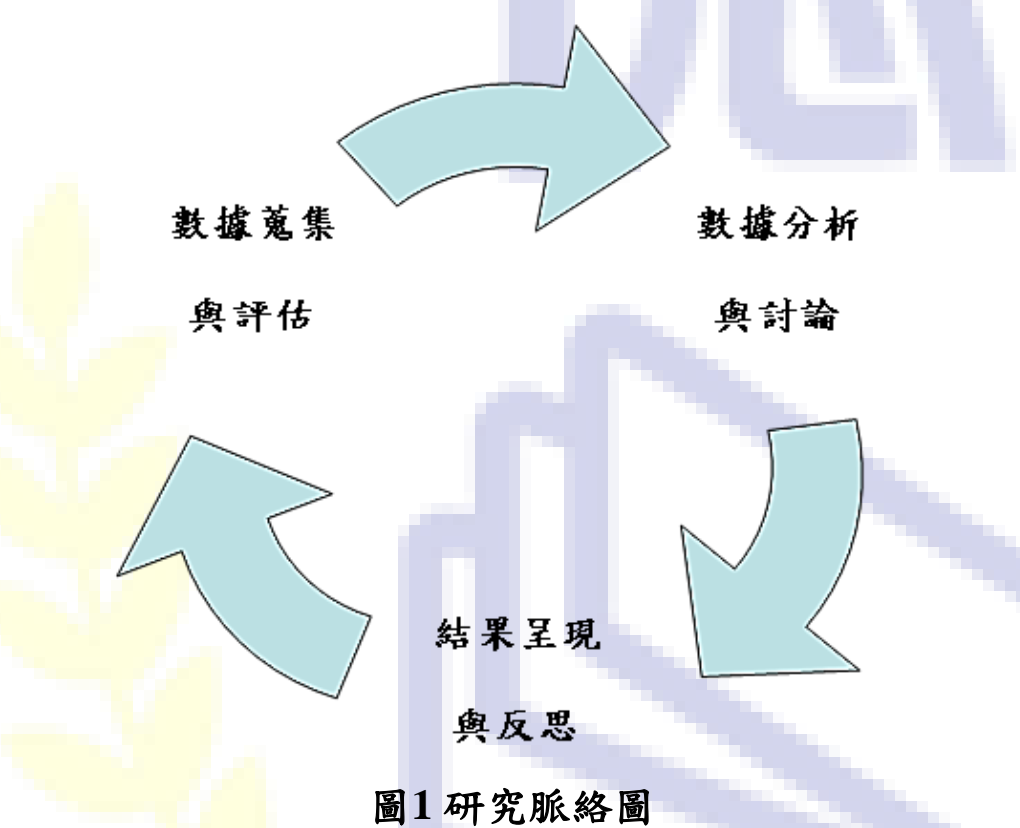 數據蒐集
與評估
數據分析
與討論
結果呈現
與反思
圖1 研究脈絡圖